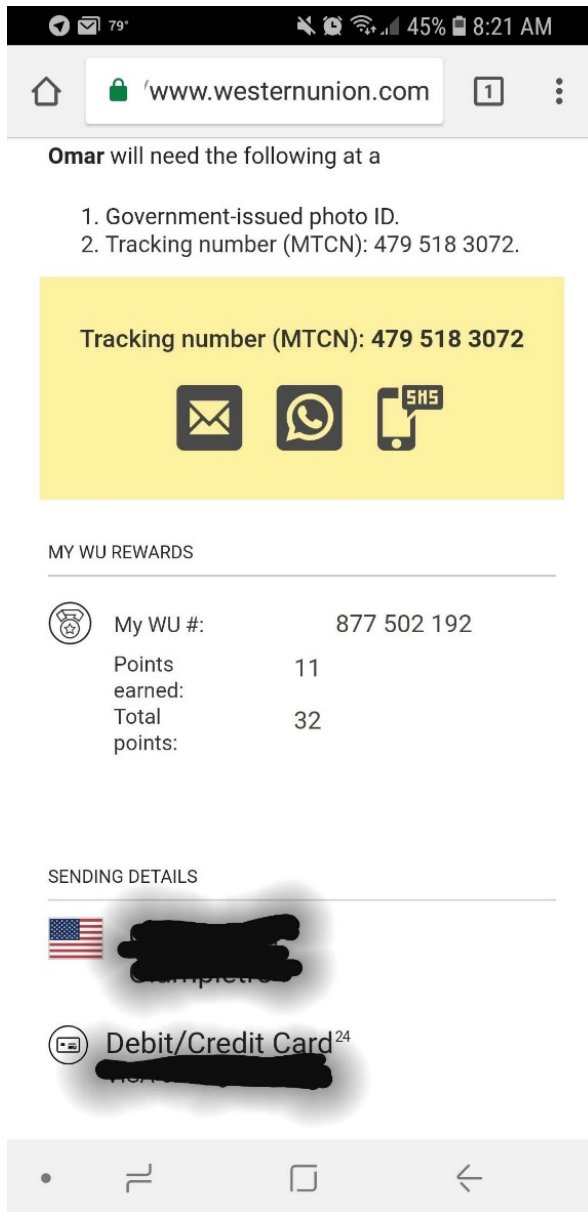 79°
45% 8:21 AM
www.westernunion.com
1
Omar will need the following at a
1. Government-issued photo ID.
2. Tracking number (MTCN): 479 518 3072.
Tracking number (MTCN): 479 518 3072
SMS
MY WU REWARDS
My WU #: 877 502 192
Points 11
earned:
Total 32
points:
SENDING DETAILS
Debit/Credit Card24